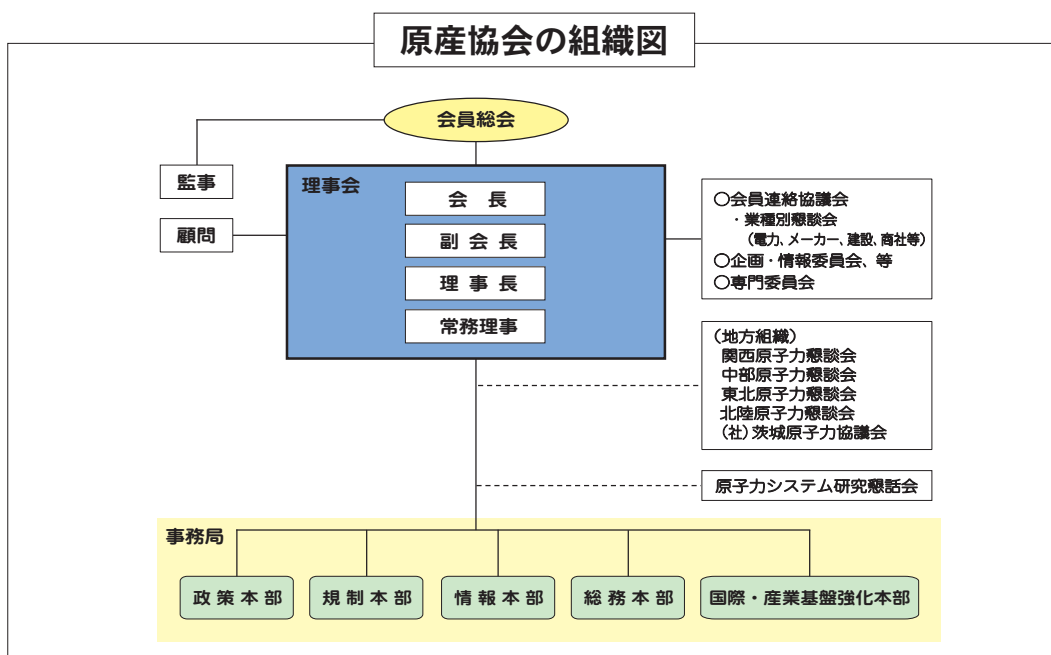 原産協会の組織図
会員総会
監事
顧問
理事会
会長
副会長
理事長
常務理事
○会員連絡協議会
・業種別懇談会
(電力、メーカー、建設、商社等)
○企画・情報委員会、等
○専門委員会
(地方組織)
関西原子力懇談会
中部原子力懇談会
東北原子力懇談会
北陸原子力懇談会
(社)茨城原子力協議会
原子力システム研究懇話会
事務局
政策本部
規制本部
情報本部
総務本部
国際・産業基盤強化本部